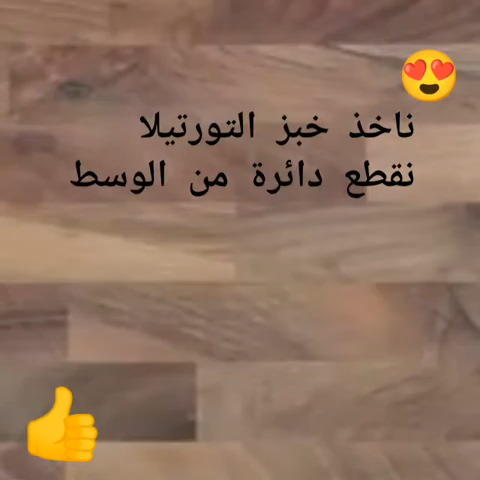 ناخذ خبز التورتيلا
نقطع دائرة من الوسط